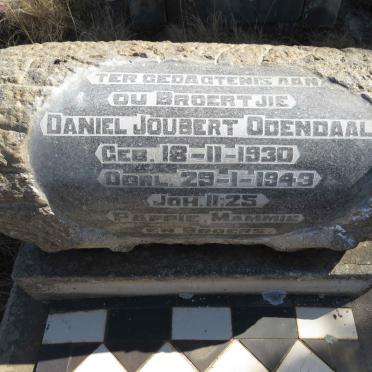 TER GEDAGTENIS AAN
OU BROERTJIE
DANIEL JOUBERT ODENDAAL
GEB. 18-11-1930
OORL. 29-1-1943
JOH. 11:25
PAPPIE, MAMMIE
EN BROERS.